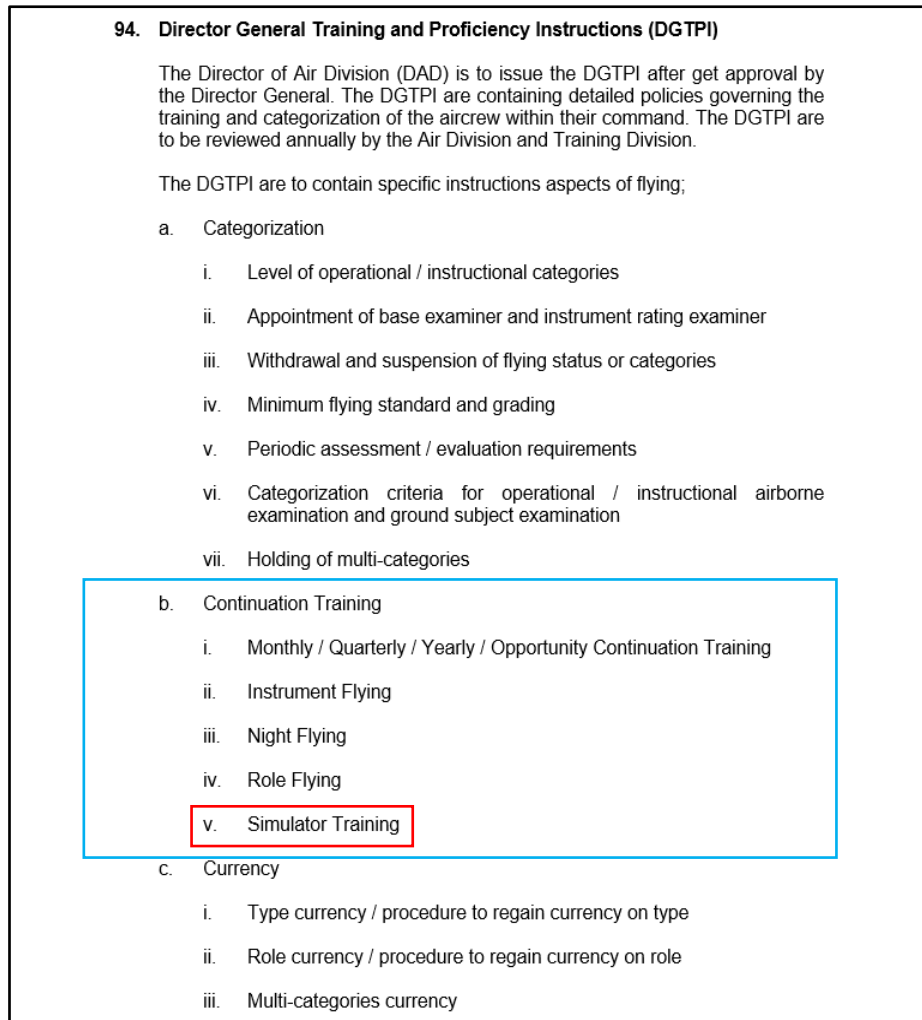 94. Director General Training and Proficiency Instructions (DGTPI)
The Director of Air Division (DAD) is to issue the DGTPI after get approval by
the Director General. The DGTPI are containing detailed policies governing the
training and categorization of the aircrew within their command. The DGTPI are
to be reviewed annually by the Air Division and Training Division.
The DGTPI are to contain specific instructions aspects of flying;
a. Categorization
i. Level of operational / instructional categories
ii. Appointment of base examiner and instrument rating examiner
iii. Withdrawal and suspension of flying status or categories
iv. Minimum flying standard and grading
v. Periodic assessment / evaluation requirements
vi. Categorization criteria for operational / instructional airborne
examination and ground subject examination
vii. Holding of multi-categories
b. Continuation Training
i. Monthly / Quarterly / Yearly / Opportunity Continuation Training
ii. Instrument Flying
iii. Night Flying
iv. Role Flying
v. Simulator Training
c. Currency
i. Type currency / procedure to regain currency on type
ii. Role currency / procedure to regain currency on role
iii. Multi-categories currency